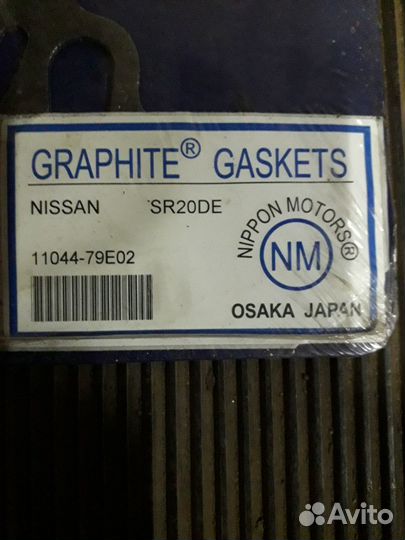 GRAPHITE® GASKETS
NISSAN SR20DE
11044-79E02
NIPPON MOTORS®
NM
OSAKA JAPAN
Avito